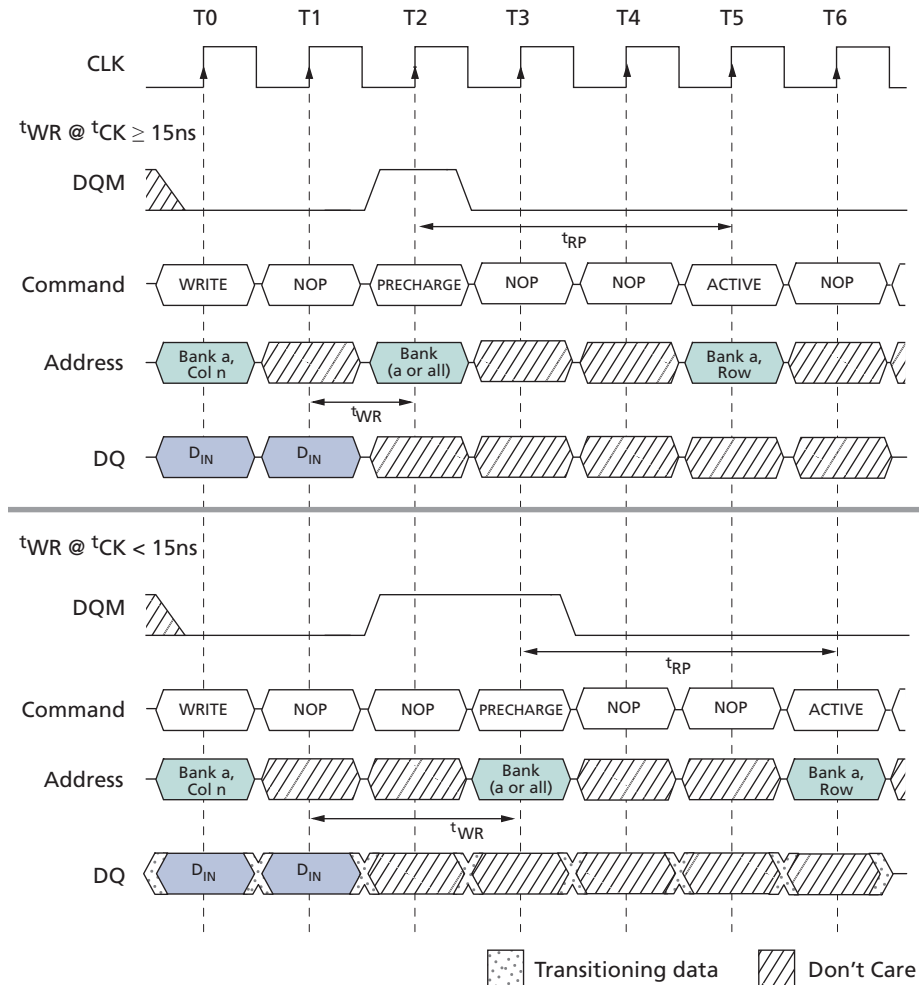 T0 T1 T2 T3 T4 T5 T6
CLK
tWR @ tCK ≥ 15ns
DQM
tRP
Command WRITE NOP PRECHARGE NOP NOP ACTIVE NOP
Address Bank a, Col n Bank (a or all) Bank a, Row
tWR
DQ DIN DIN
tWR @ tCK < 15ns
DQM
tRP
Command WRITE NOP NOP PRECHARGE NOP NOP ACTIVE
Address Bank a, Col n Bank (a or all) Bank a, Row
tWR
DQ DIN DIN
Transitioning data Don't Care